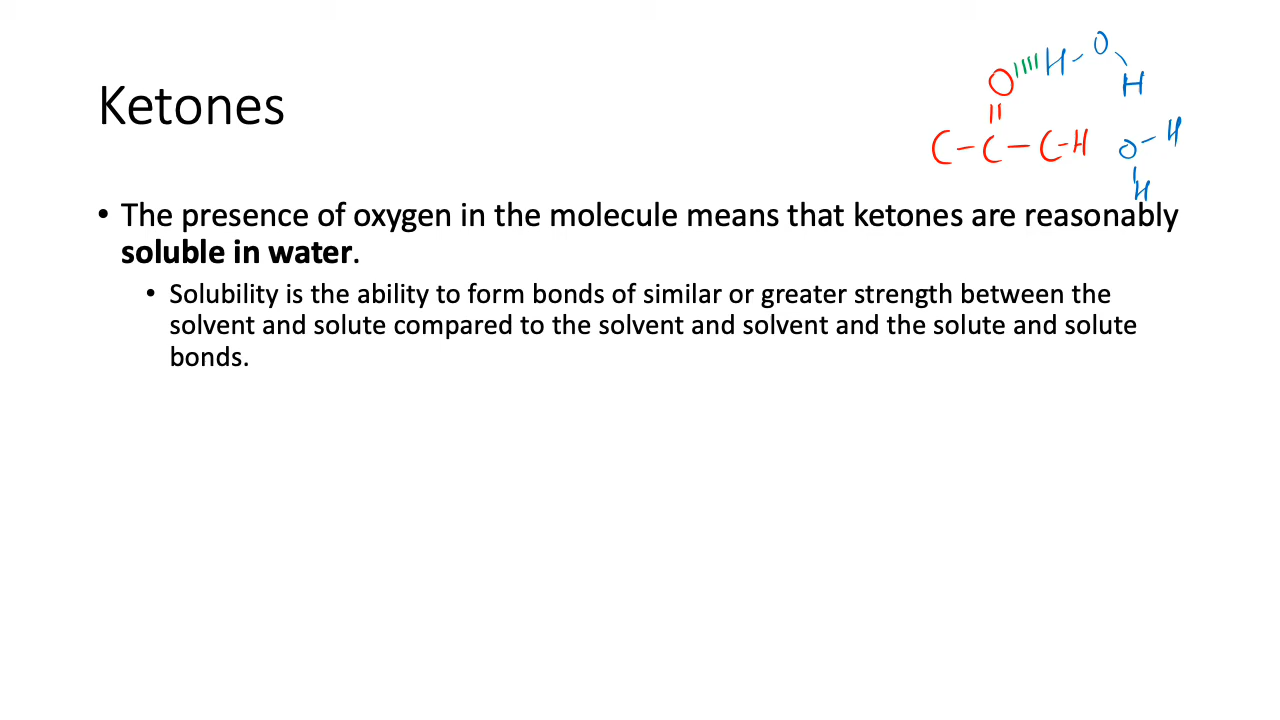 Ketones
O H - O
H
C - C - C - H O - H
H
• The presence of oxygen in the molecule means that ketones are reasonably
soluble in water.
• Solubility is the ability to form bonds of similar or greater strength between the
solvent and solute compared to the solvent and solvent and the solute and solute
bonds.